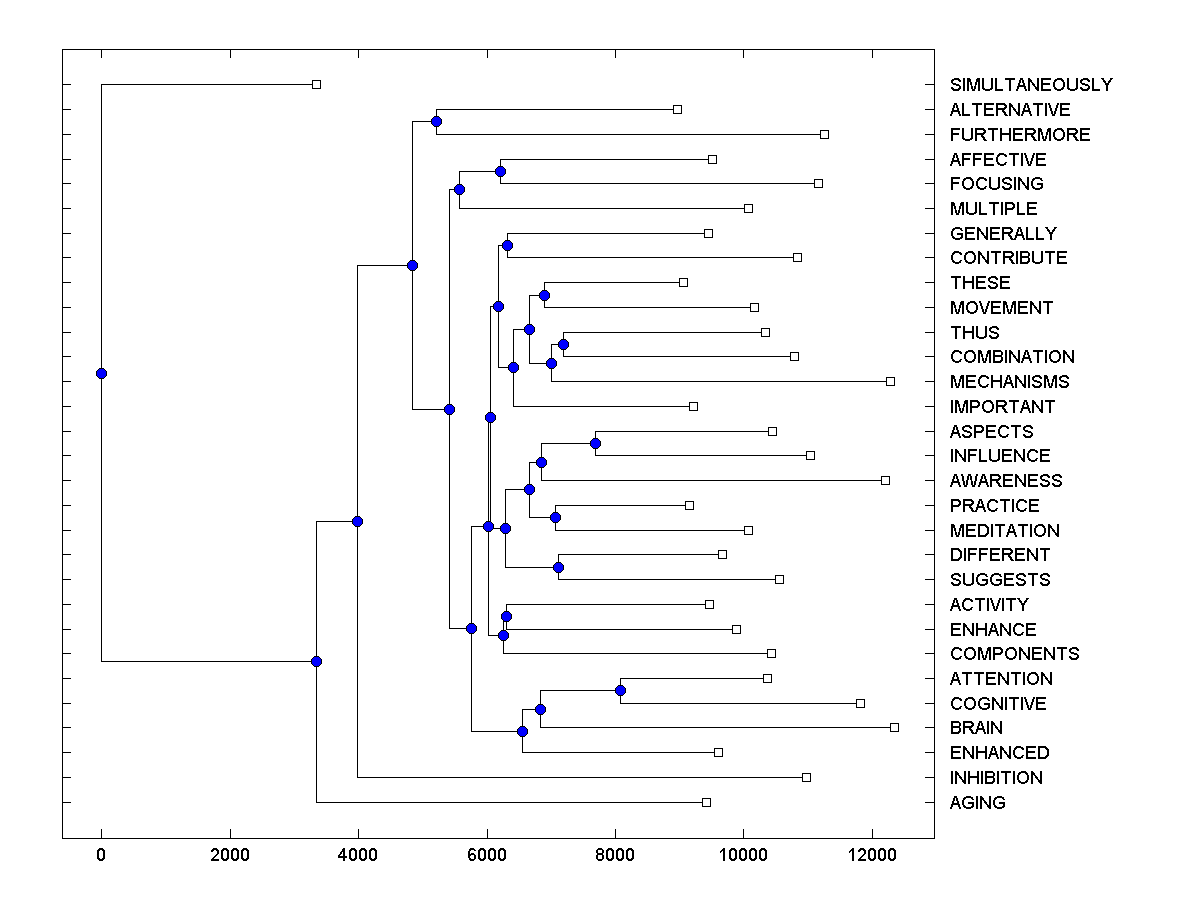 SIMULTANEOUSLY
ALTERNATIVE
FURTHERMORE
AFFECTIVE
FOCUSING
MULTIPLE
GENERALLY
CONTRIBUTE
THESE
MOVEMENT
THUS
COMBINATION
MECHANISMS
IMPORTANT
ASPECTS
INFLUENCE
AWARENESS
PRACTICE
MEDITATION
DIFFERENT
SUGGESTS
ACTIVITY
ENHANCE
COMPONENTS
ATTENTION
COGNITIVE
BRAIN
ENHANCED
INHIBITION
AGING
0 2000 4000 6000 8000 10000 12000